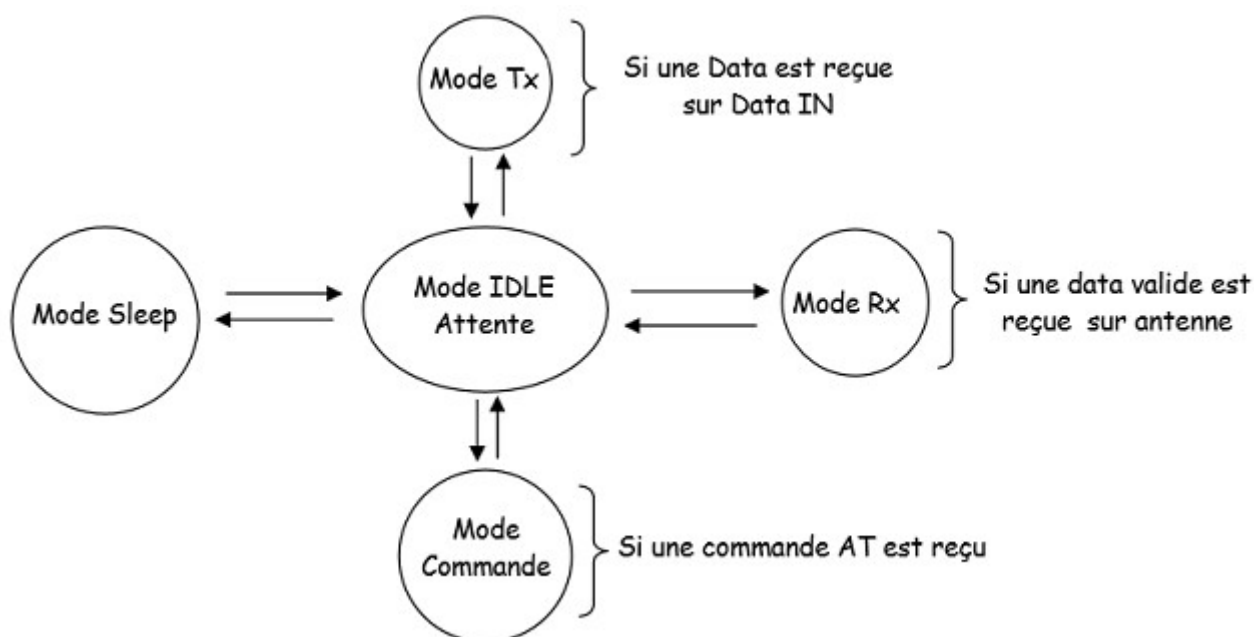 Mode Tx
Si une Data est reçue
sur Data IN
Mode Sleep
Mode IDLE
Attente
Mode Rx
Si une data valide est
reçue sur antenne
Mode
Commande
Si une commande AT est reçu